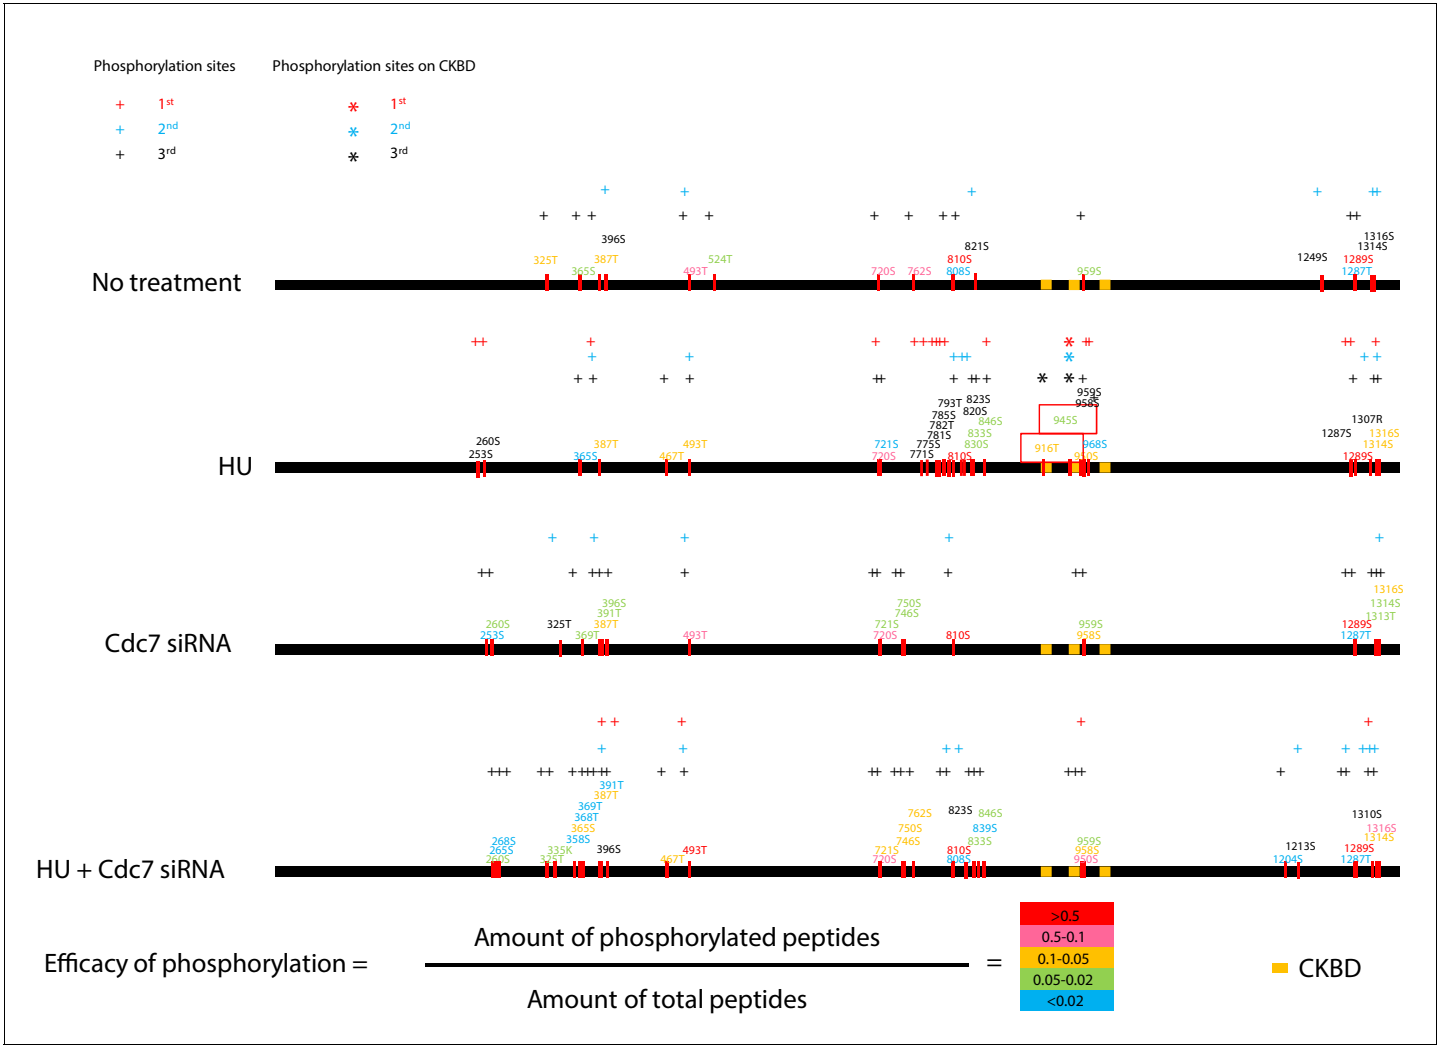 Phosphorylation sites Phosphorylation sites on CKBD
+ 1st * 1st
+ 2nd * 2nd
+ 3rd * 3rd
+ + + + ++
+ + + + + + + ++ + ++
396S 821S 1316S
1314S
325T 387T 524T 810S 1249S 1289S
365S 493T 720S 762S 808S 959S 1287T
No treatment
++ + + ++++++ + * ++ ++ +
+ + +++ * + +
+ + + + ++ + +++ * * + + ++
959S
793T 823S 958S
785S 820S
782T 846S 945S 1307R
781S 833S 1287S 1316S
260S 387T 493T 721S 775S 830S 916T 968S 1314S
253S 365S 467T 720S 771S 810S 950S 1289S
HU
+ + + + +
++ + +++ + ++ ++ + ++ ++ +++
1316S
396S 750S 1314S
391T 746S 1313T
260S 325T 387T 721S 959S 1289S
253S 369T 493T 720S 810S 958S 1287T
Cdc7 siRNA
+ + + + +
+ + + + + + +++
+++ ++ ++++++ + + ++ +++ ++ +++ +++ + ++ ++
391T
387T
369T 762S 823S 846S 1310S
368T
365S 750S 839S 1316S
268S 358S 746S 833S 959S 1314S
265S 335K 396S 493T 721S 810S 958S 1213S 1289S
260S 325T 467T 720S 808S 950S 1204S 1287T
HU + Cdc7 siRNA
Amount of phosphorylated peptides
Efficacy of phosphorylation = =
Amount of total peptides
>0.5
0.5-0.1
0.1-0.05
0.05-0.02
<0.02
CKBD